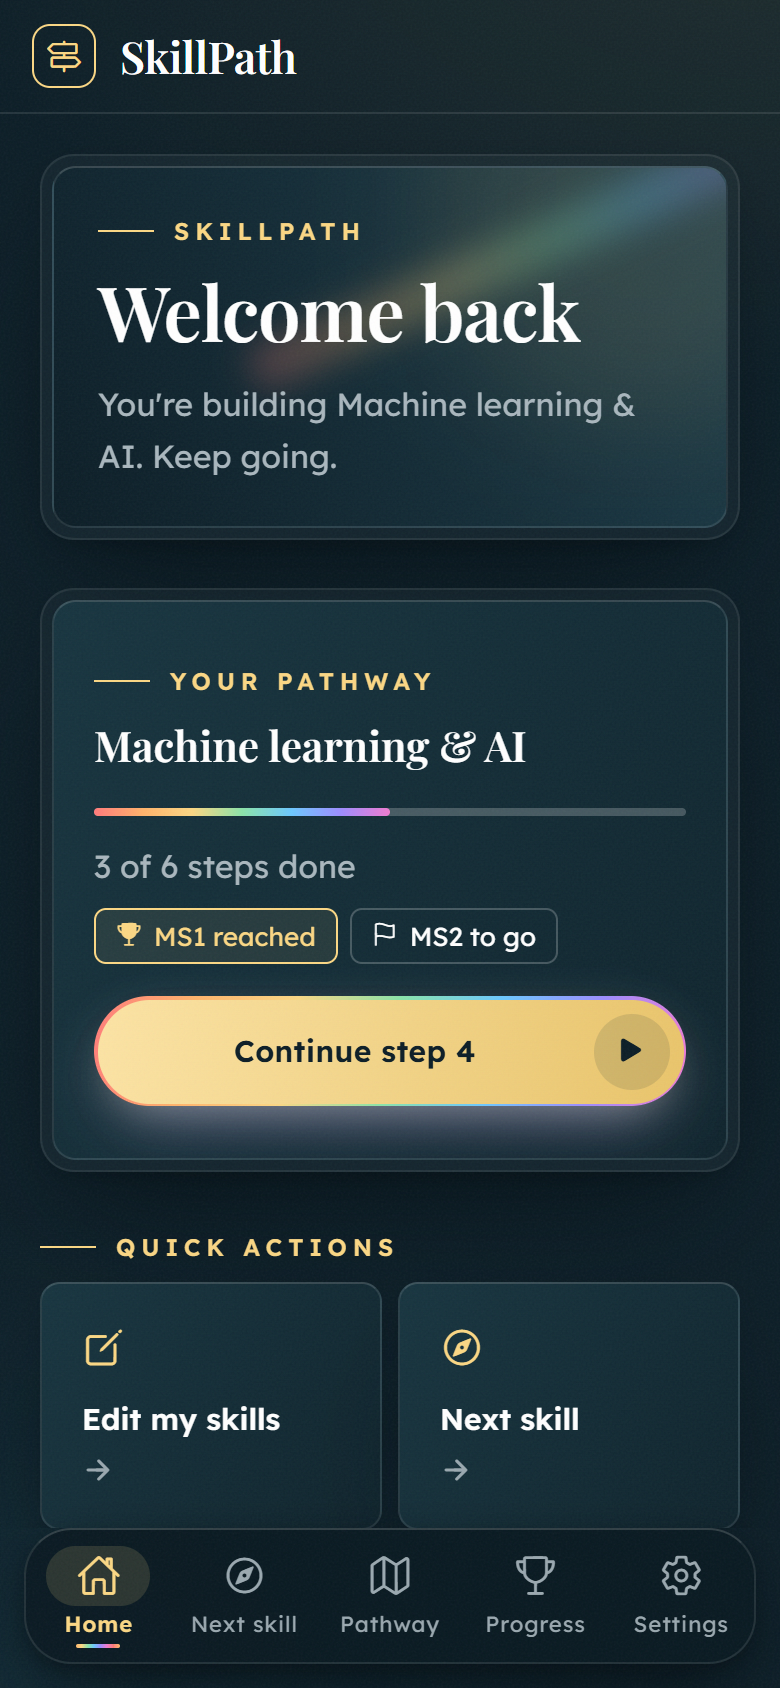 SkillPath
SKILLPATH
Welcome back
You're building Machine learning &
AI. Keep going.
YOUR PATHWAY
Machine learning & AI
3 of 6 steps done
MS1 reached
MS2 to go
Continue step 4
QUICK ACTIONS
Edit my skills
Next skill
Home
Next skill
Pathway
Progress
Settings